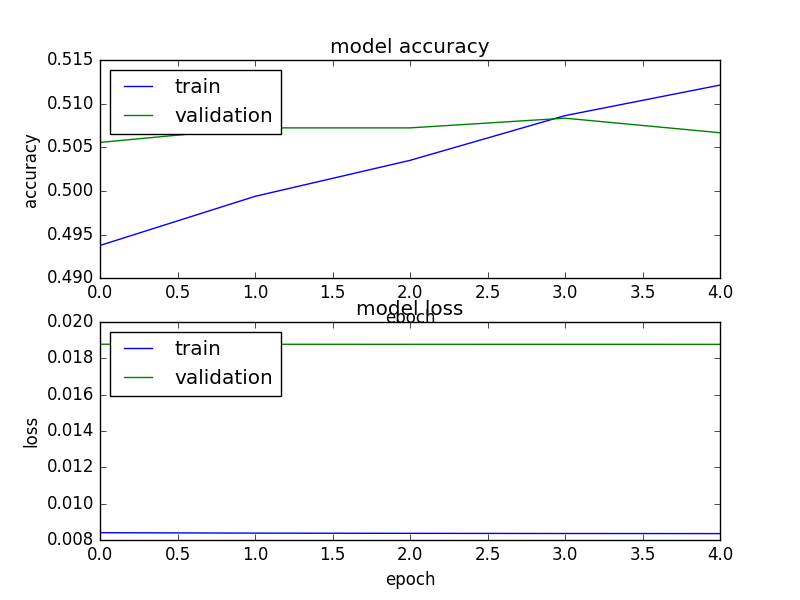 model accuracy
0.515
0.510
0.505
0.500
0.495
0.490
accuracy
train
validation
0.0 0.5 1.0 1.5 2.0 2.5 3.0 3.5 4.0
epoch
model loss
0.020
0.018
0.016
0.014
0.012
0.010
0.008
loss
train
validation
0.0 0.5 1.0 1.5 2.0 2.5 3.0 3.5 4.0
epoch